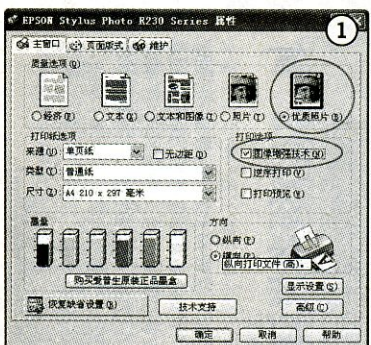 EPSON Stylus Photo R230 Series 属性
①
主窗口 页面版式 维护
质量选项(Q)
经济(E) 文本(X) 文本和图像(I) 照片(P) 优质照片(B)
打印纸选项 打印选项
来源(U): 单页纸 无边距(D) 图像增强技术(M)
类型(Y): 普通纸 逆序打印(V)
尺寸(Z): A4 210 x 297 毫米 打印预览(W)
墨量 方向
纵向(P)
横向
纵向打印文件(高)。
购买爱普生原装正品墨盒
显示设置(S)
恢复缺省设置 技术支持 高级(C)
确定 取消 帮助